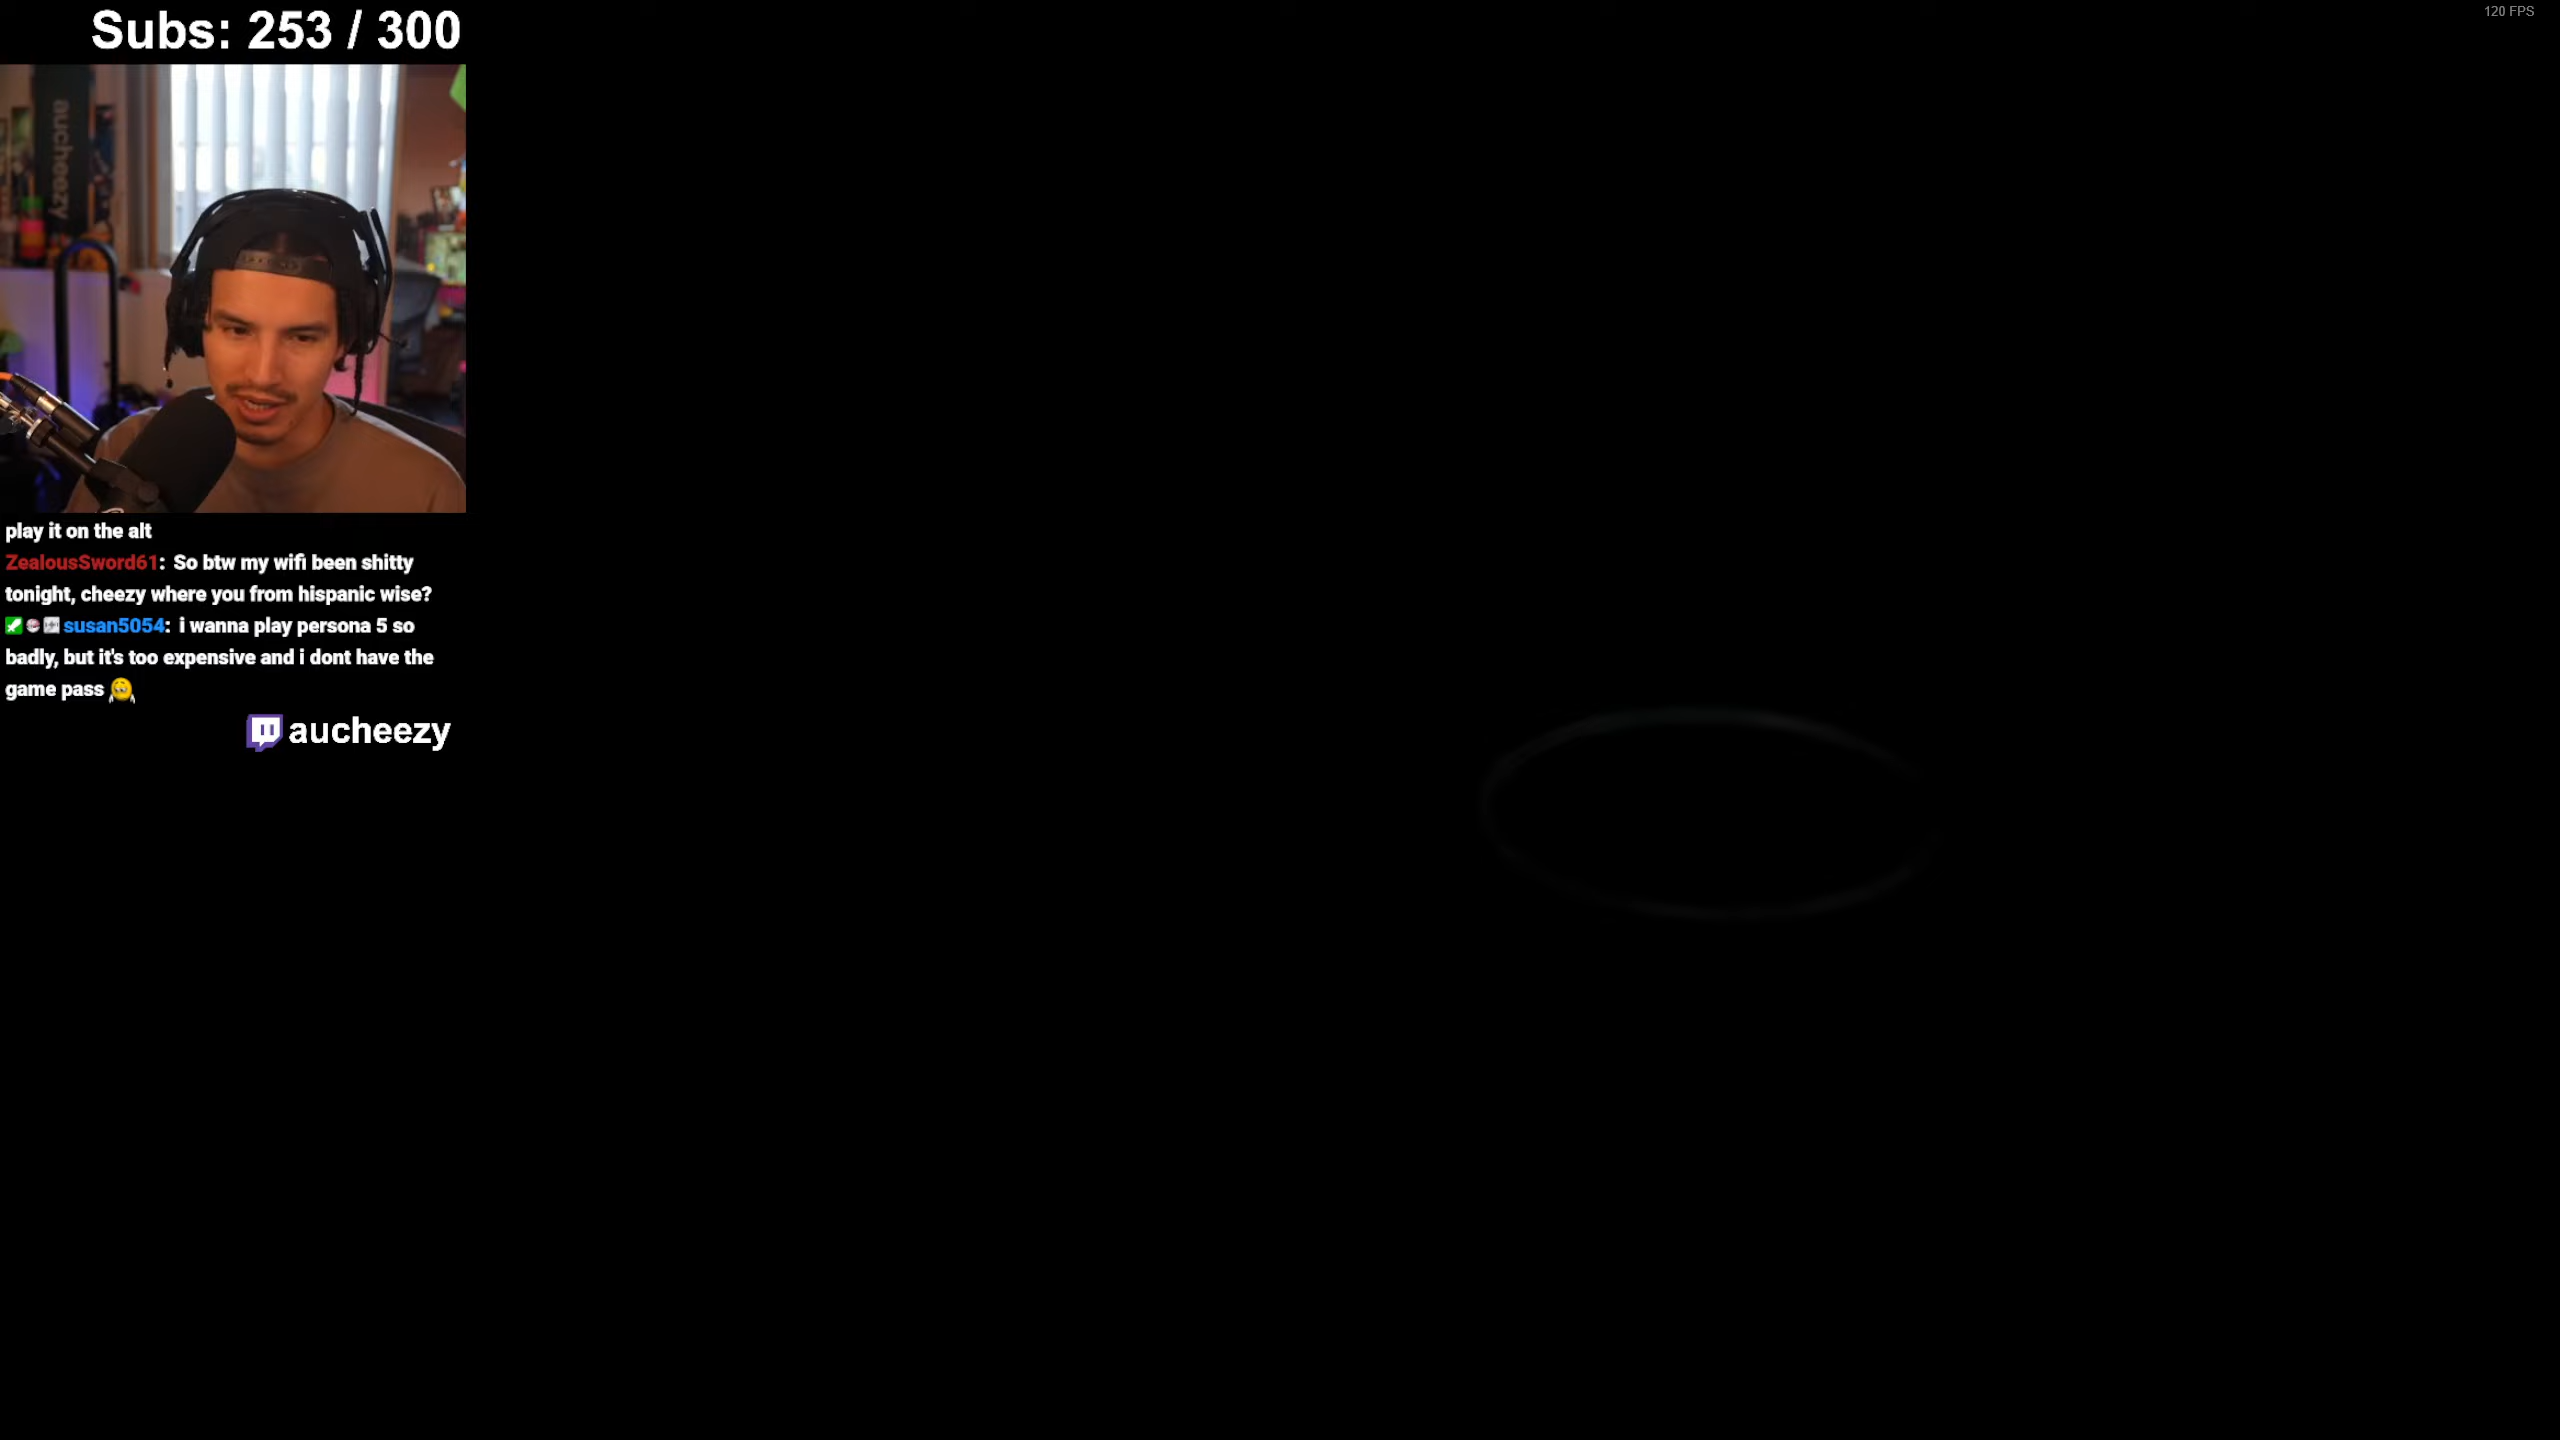 Subs: 253 / 300
120 FPS
aucheezy
play it on the alt
ZealousSword61: So btw my wifi been shitty
tonight, cheezy where you from hispanic wise?
susan5054: i wanna play persona 5 so
badly, but it's too expensive and i dont have the
game pass
aucheezy